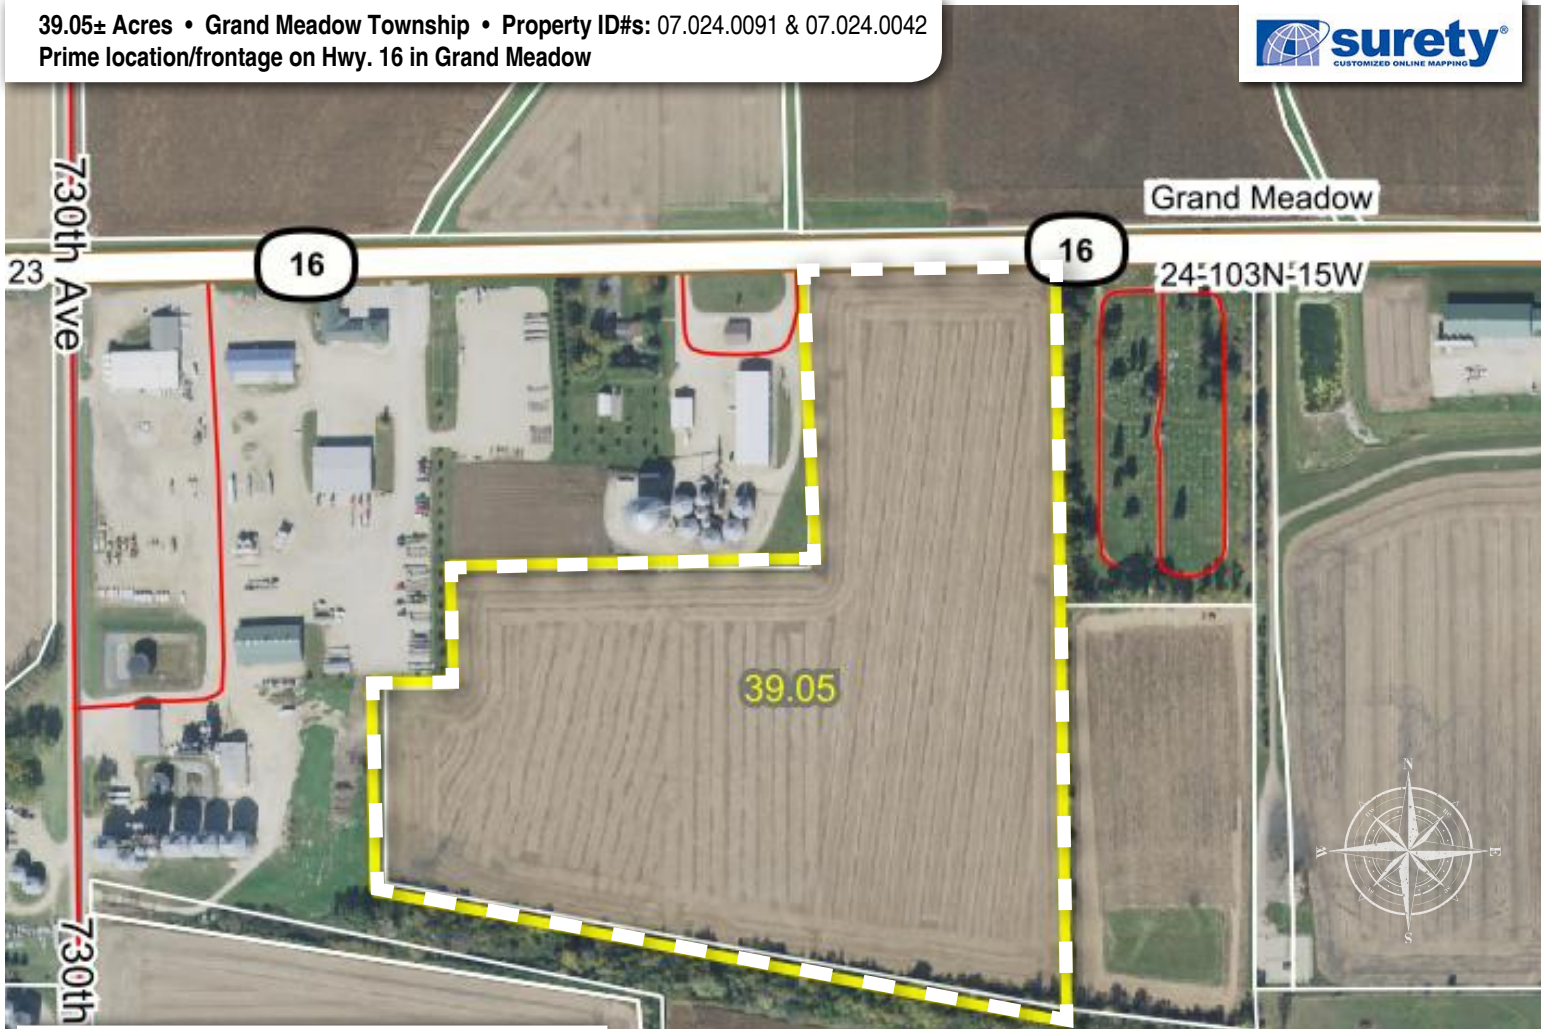 39.05± Acres • Grand Meadow Township • Property ID#s: 07.024.0091 & 07.024.0042
Prime location/frontage on Hwy. 16 in Grand Meadow
surety®
CUSTOMIZED ONLINE MAPPING
730th Ave
Grand Meadow
16
16
23
24-103N-15W
39.05
N
W
E
S
730th